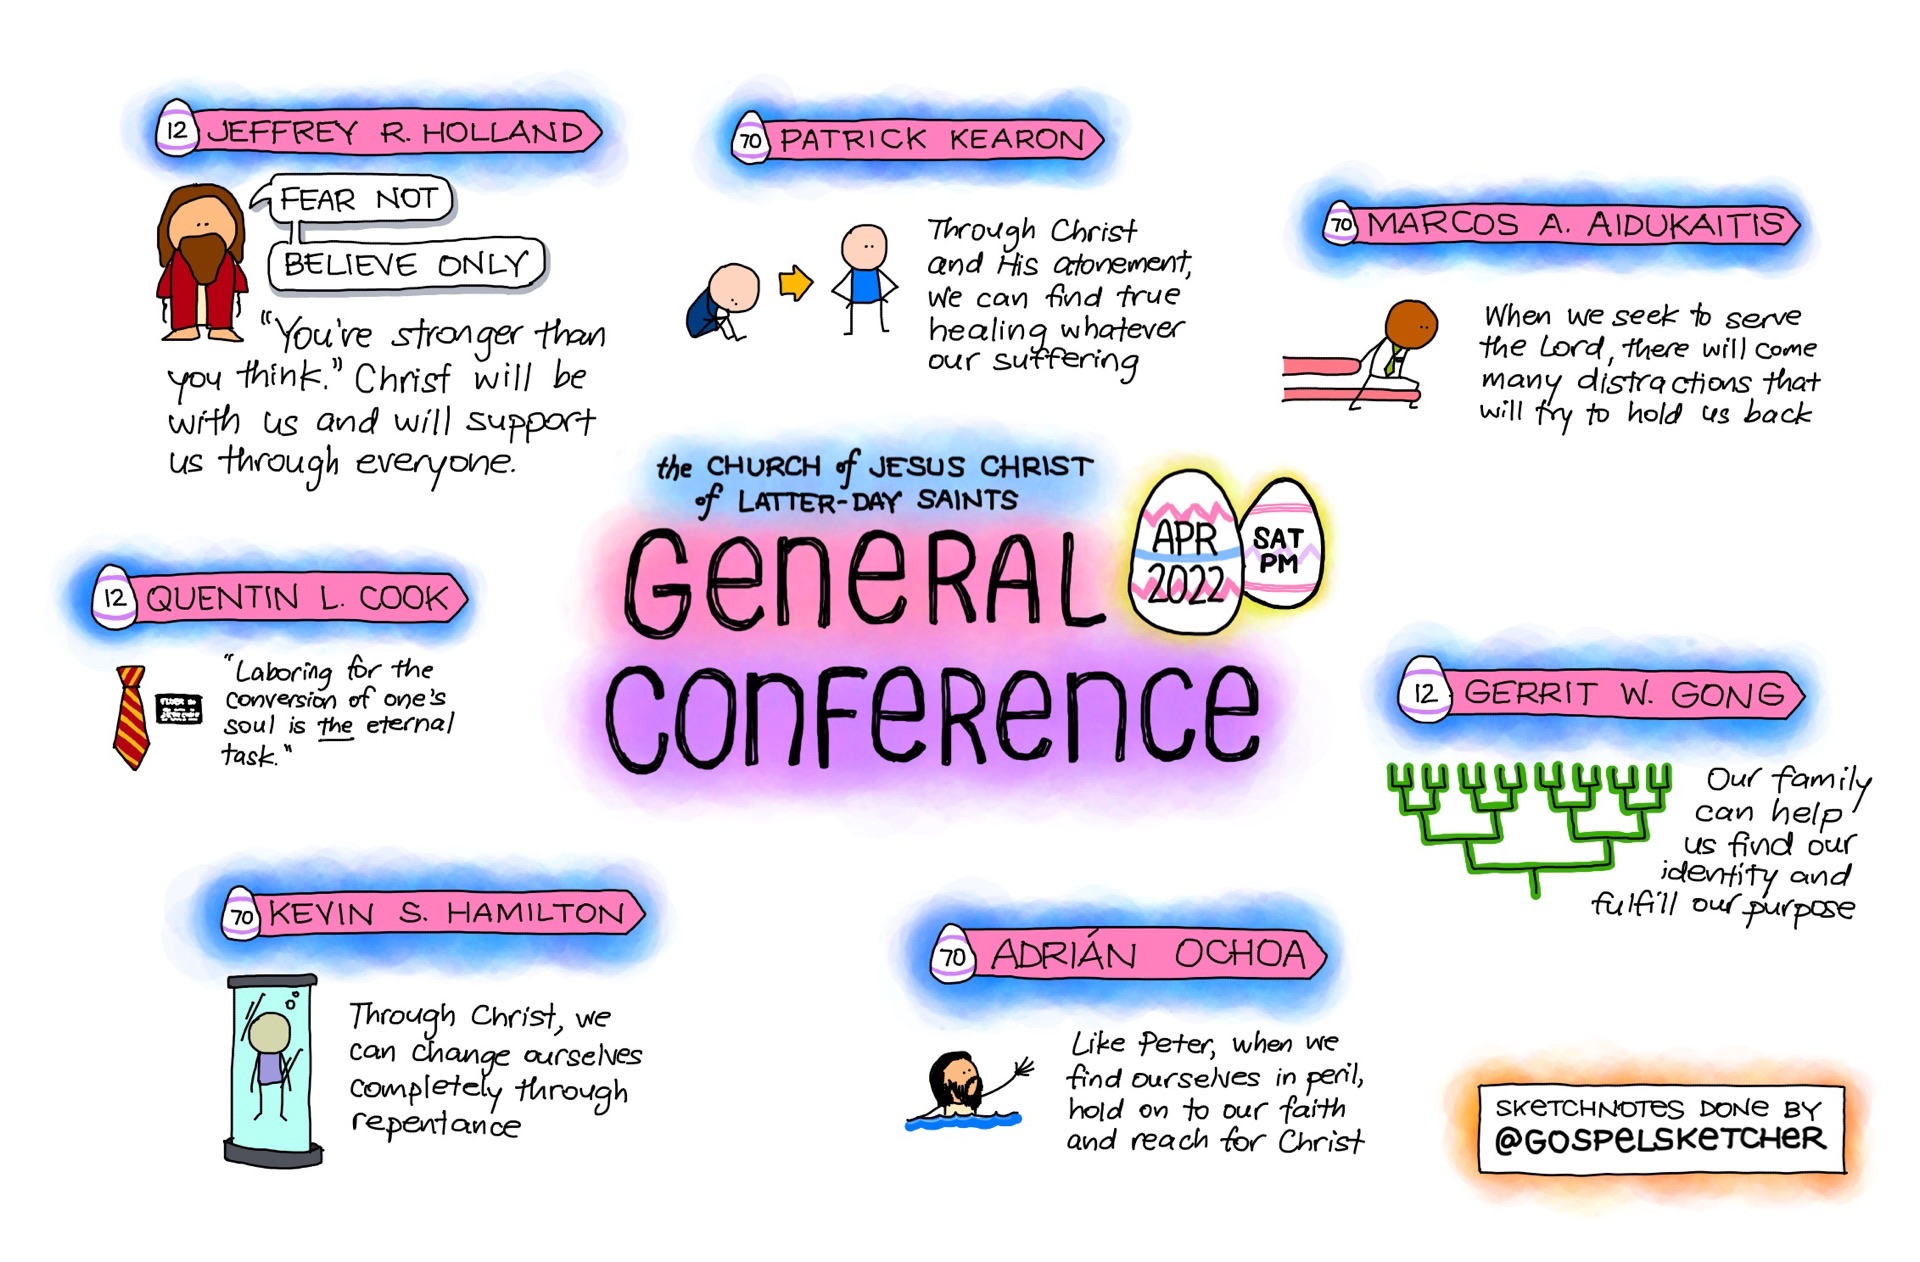 12 JEFFREY R. HOLLAND
FEAR NOT
BELIEVE ONLY
"You're stronger than
you think." Christ will be
with us and will support
us through everyone.
70 PATRICK KEARON
Through Christ
and His atonement,
we can find true
healing whatever
our suffering
70 MARCOS A. AIDUKAITIS
When we seek to serve
the Lord, there will come
many distractions that
will try to hold us back
the CHURCH of JESUS CHRIST
of LATTER-DAY SAINTS
GENERAL
CONFERENCE
APR
2022
SAT
PM
12 QUENTIN L. COOK
"Laboring for the
conversion of one's
soul is the eternal
task."
12 GERRIT W. GONG
Our family
can help
us find our
identity and
fulfill our purpose
70 KEVIN S. HAMILTON
Through Christ, we
can change ourselves
completely through
repentance
70 ADRIÁN OCHOA
Like Peter, when we
find ourselves in peril,
hold on to our faith
and reach for Christ
SKETCHNOTES DONE BY
@GOSPELSKETCHER